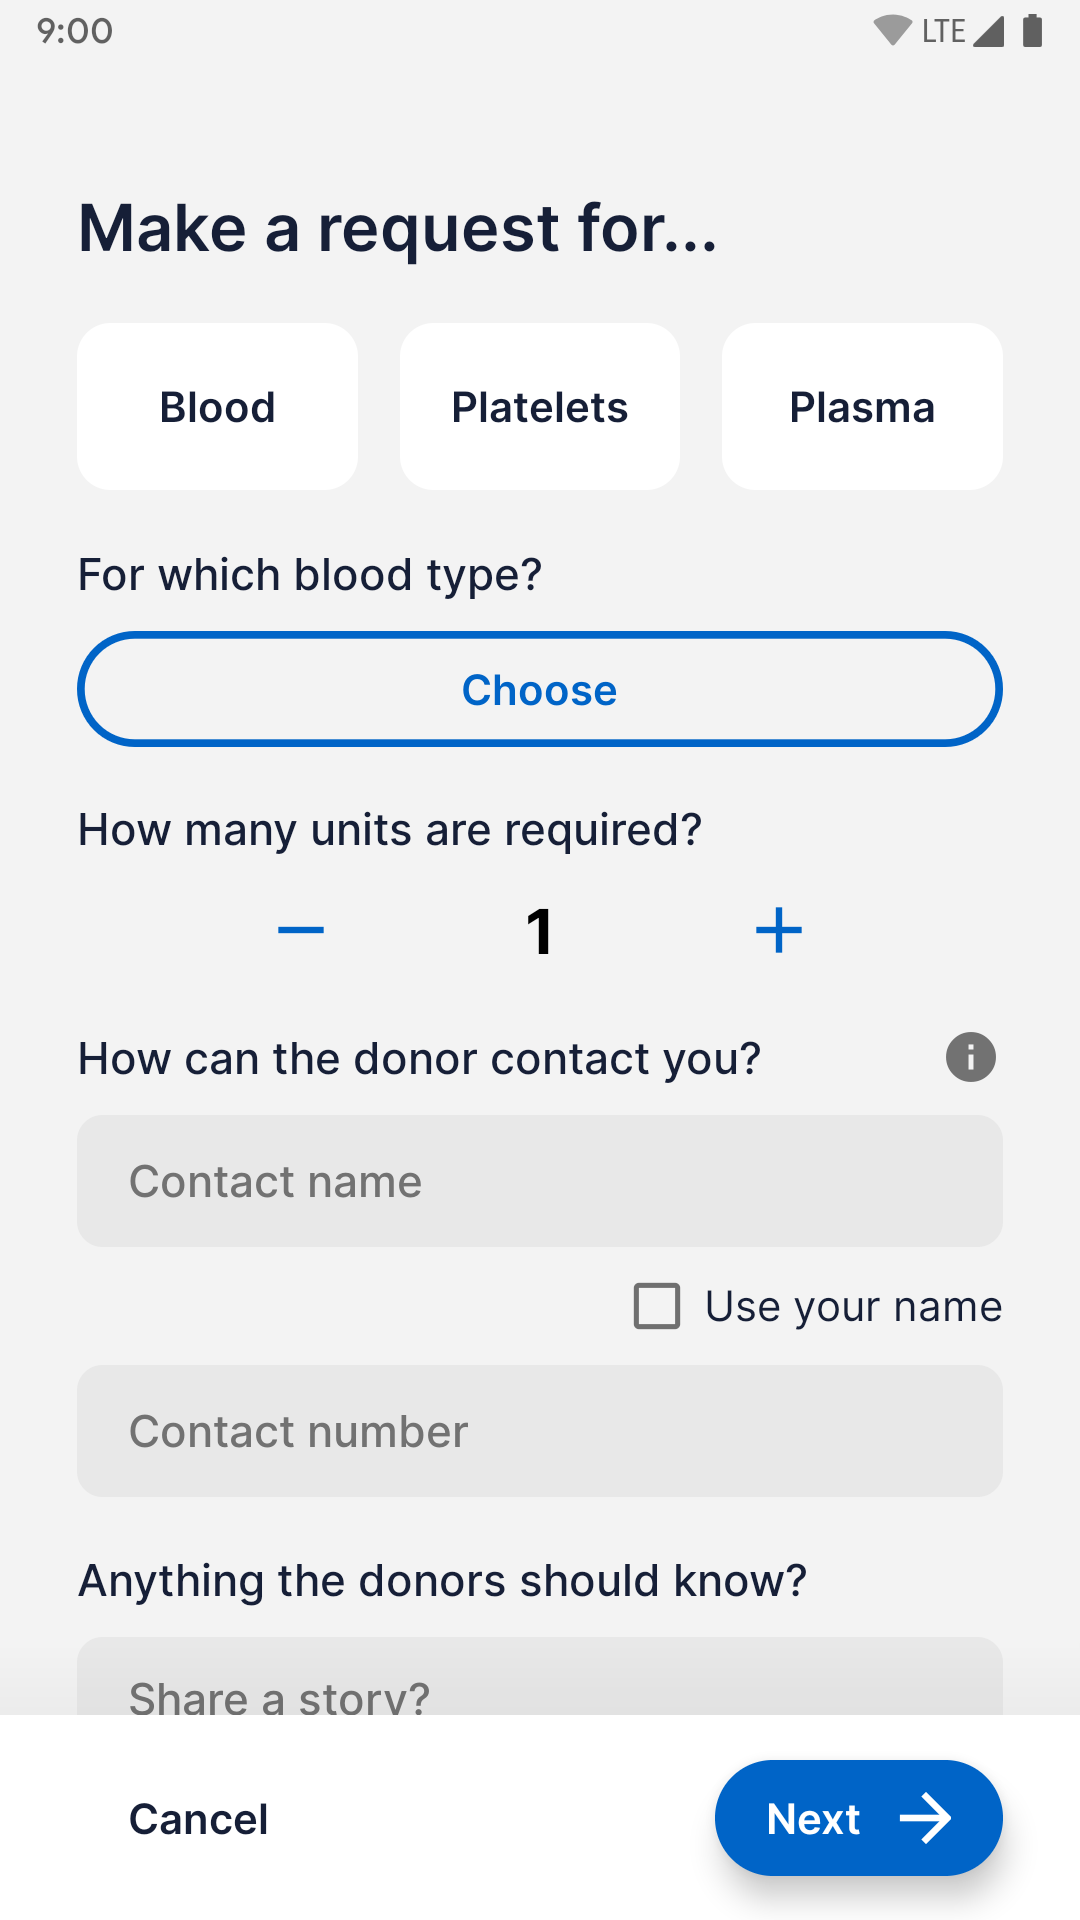 9:00 LTE
Make a request for...
Blood Platelets Plasma
For which blood type?
Choose
How many units are required?
1
How can the donor contact you?
Contact name
Use your name
Contact number
Anything the donors should know?
Share a story?
Cancel Next